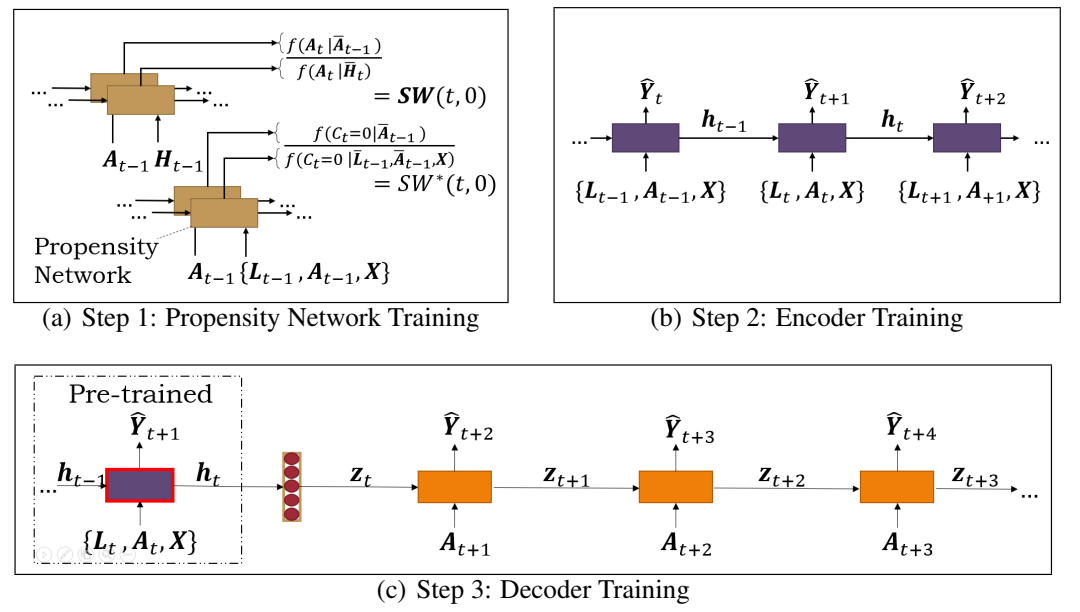 f(A_t | A̅_{t-1})
f(A_t | H̅_t)
= SW(t, 0)
... ...
... ...
A_{t-1} H_{t-1}
f(C_t=0 | A̅_{t-1})
f(C_t=0 | L̅_{t-1}, A̅_{t-1}, X)
= SW*(t, 0)
... ...
... ...
Propensity
Network
A_{t-1} {L_{t-1}, A_{t-1}, X}
(a) Step 1: Propensity Network Training
Ŷ_t Ŷ_{t+1} Ŷ_{t+2}
... h_{t-1} h_t ...
{L_{t-1}, A_{t-1}, X} {L_t, A_t, X} {L_{t+1}, A_{+1}, X}
(b) Step 2: Encoder Training
Pre-trained
Ŷ_{t+1} Ŷ_{t+2} Ŷ_{t+3} Ŷ_{t+4}
... h_{t-1} h_t z_t z_{t+1} z_{t+2} z_{t+3} ...
{L_t, A_t, X} A_{t+1} A_{t+2} A_{t+3}
(c) Step 3: Decoder Training